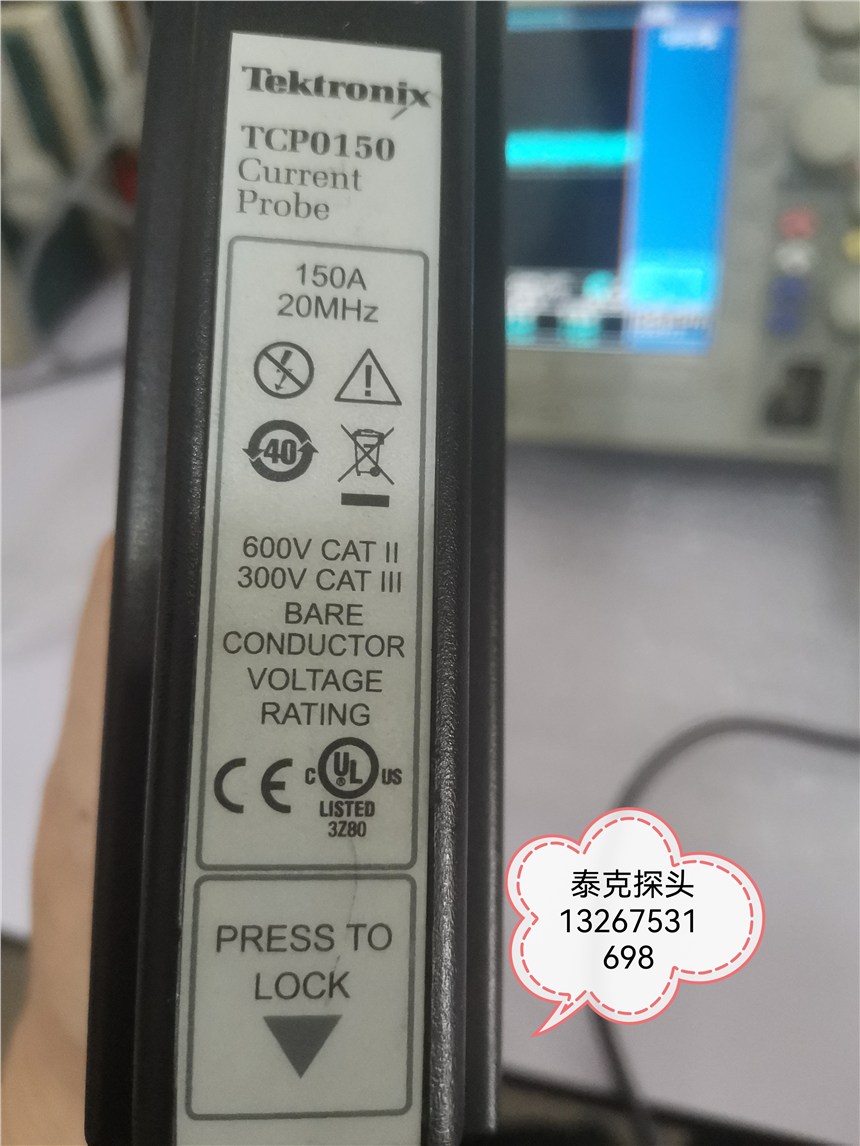 Tektronix
TCP0150
Current
Probe
150A
20MHz
40
600V CAT II
300V CAT III
BARE
CONDUCTOR
VOLTAGE
RATING
CE
C UL US
®
LISTED
3Z80
PRESS TO
LOCK
泰克探头
13267531
698